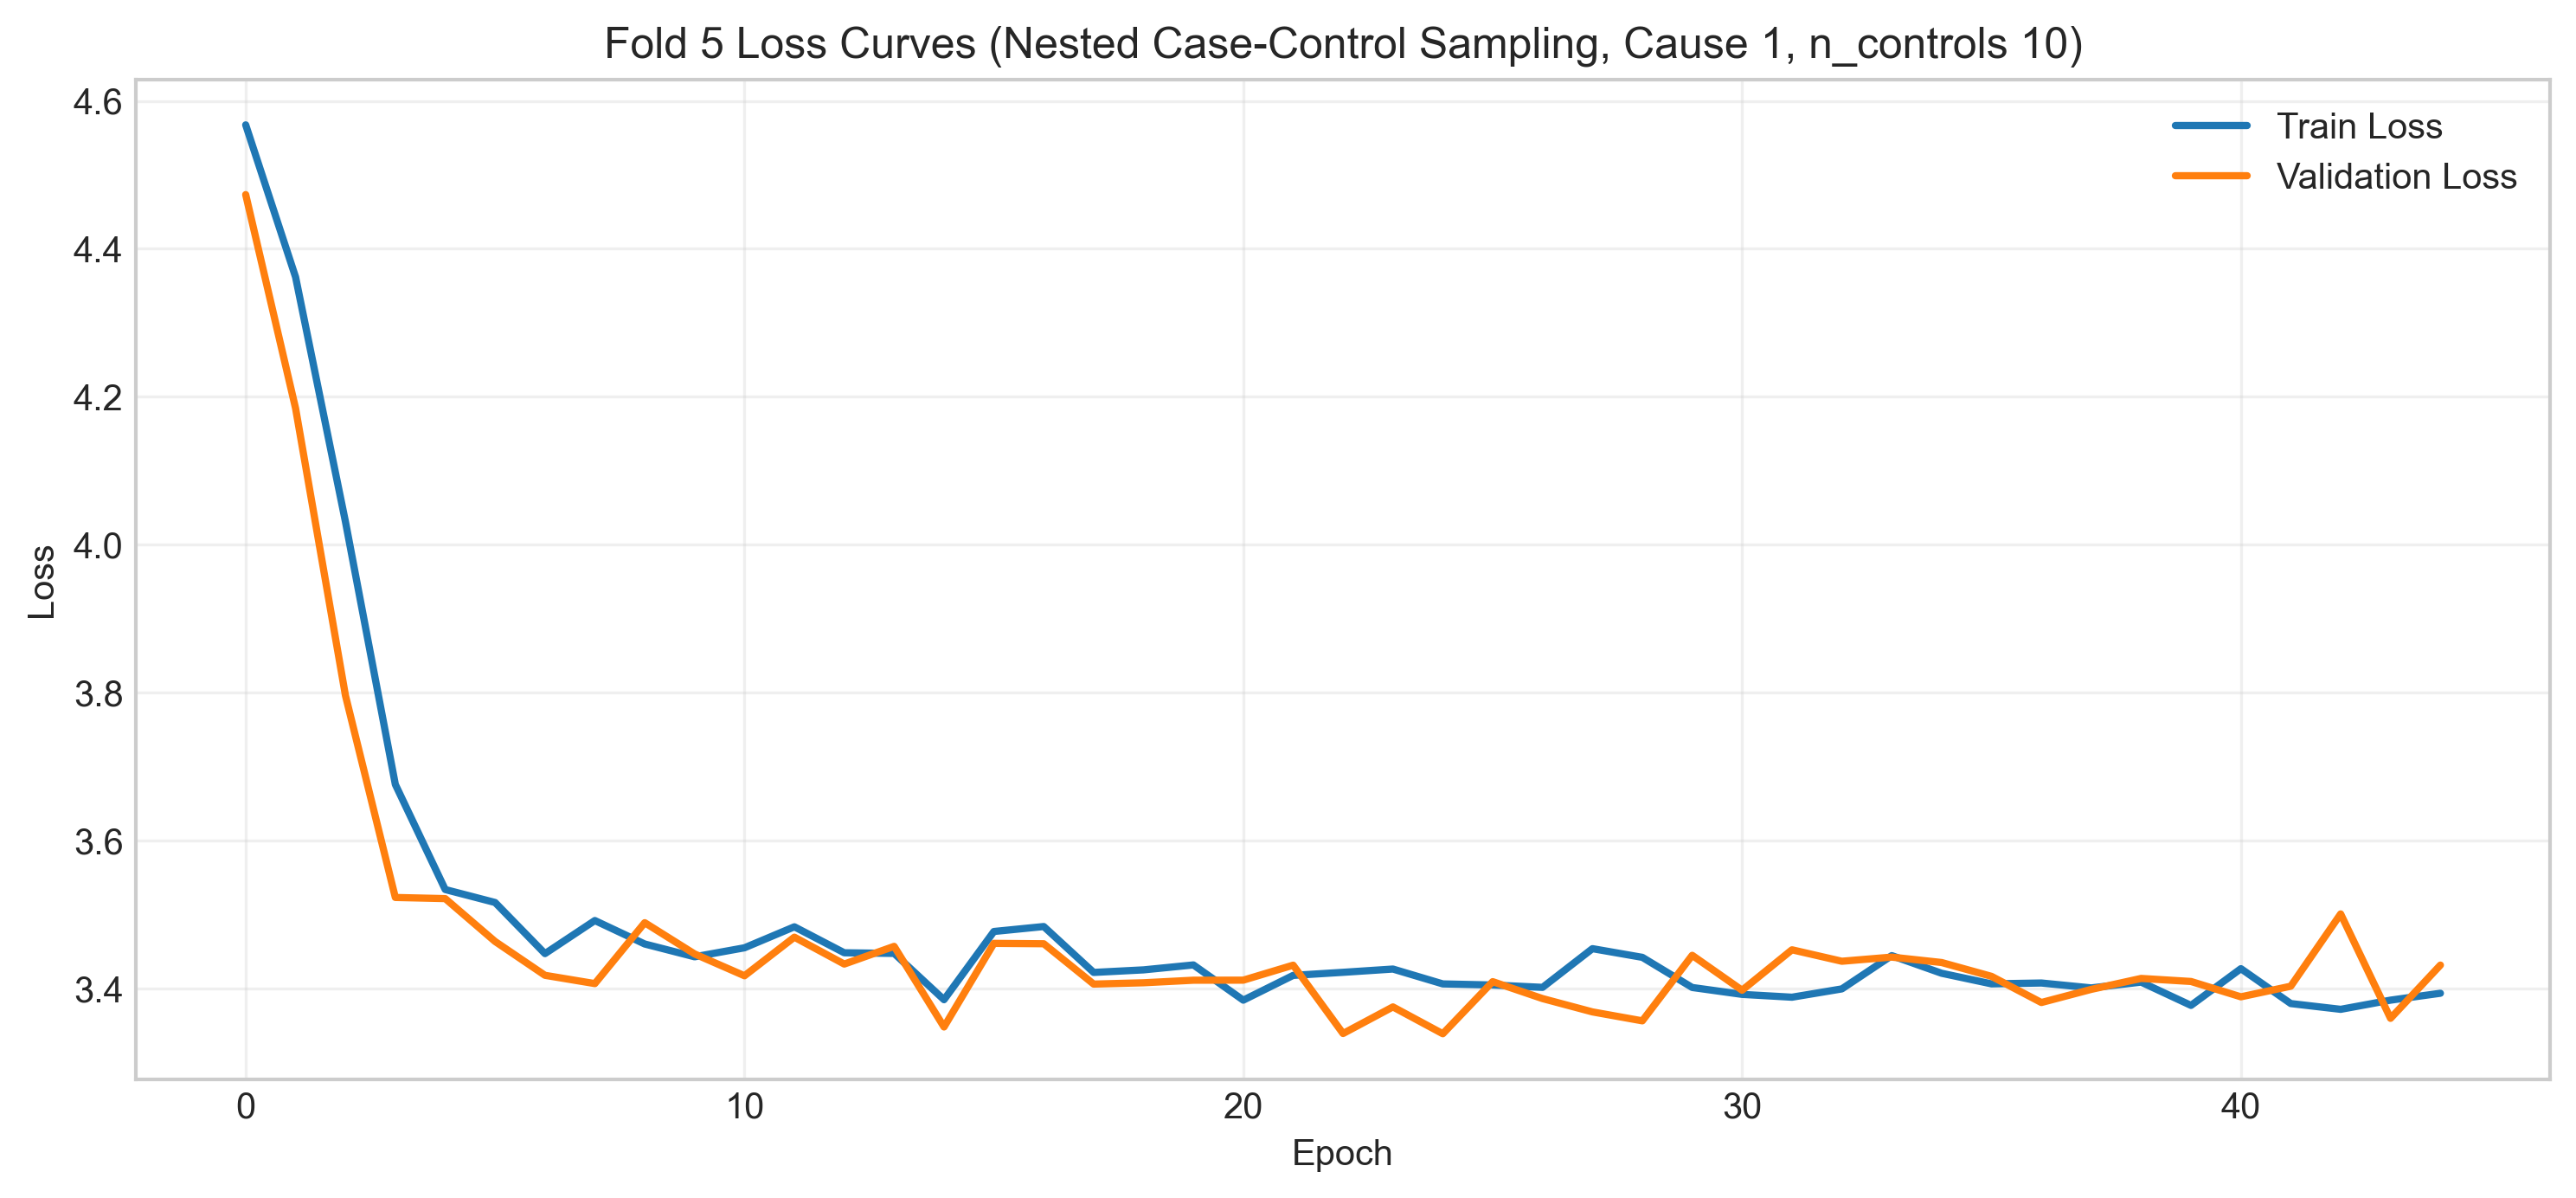 Fold 5 Loss Curves (Nested Case-Control Sampling, Cause 1, n_controls 10)
Train Loss
Validation Loss
Loss
4.6
4.4
4.2
4.0
3.8
3.6
3.4
0 10 20 30 40
Epoch